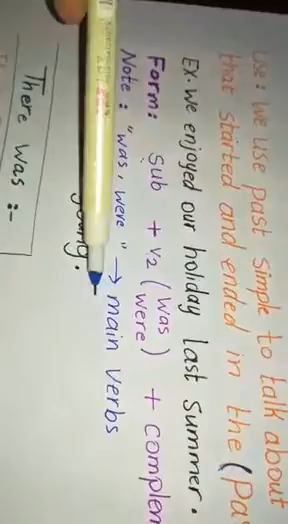 Use: we use past simple to talk about
that started and ended in the (Pa
Ex: we enjoyed our holiday last summer.
Form: Sub + V2 (was were) + complem
Note: "was, were" → main verbs
young.
There was :-